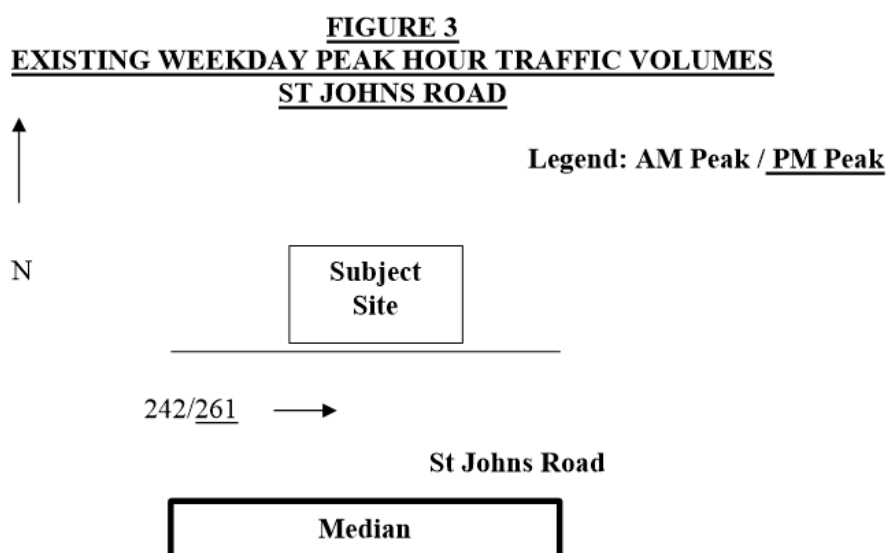 FIGURE 3
EXISTING WEEKDAY PEAK HOUR TRAFFIC VOLUMES
ST JOHNS ROAD
Legend: AM Peak / PM Peak
N
Subject
Site
242/261
St Johns Road
Median